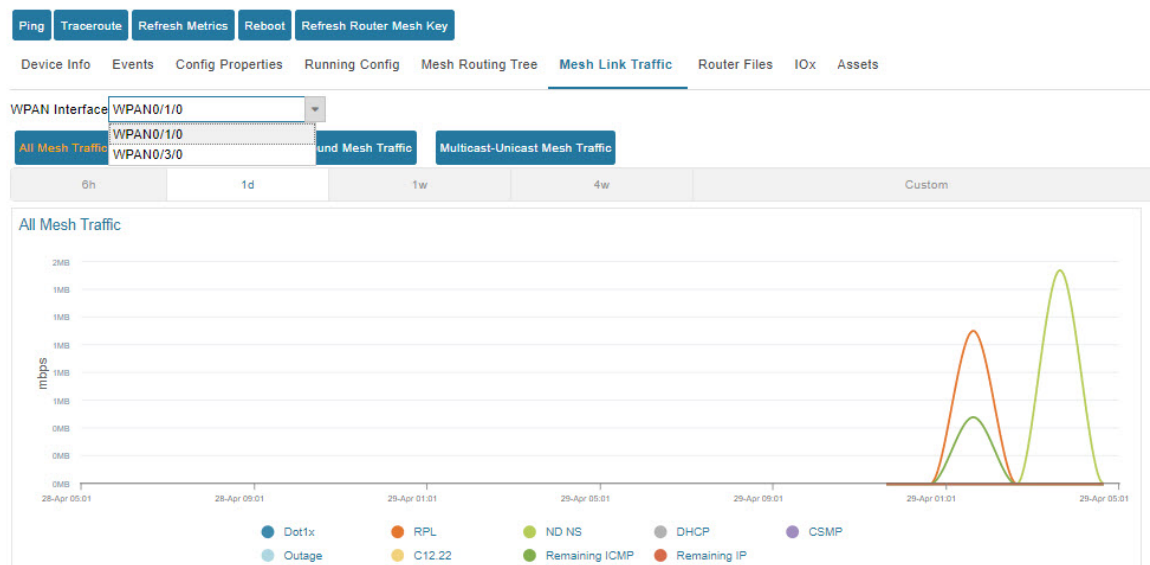 Ping Traceroute Refresh Metrics Reboot Refresh Router Mesh Key
Device Info Events Config Properties Running Config Mesh Routing Tree Mesh Link Traffic Router Files IOx Assets
WPAN Interface WPAN0/1/0
WPAN0/1/0
WPAN0/3/0
All Mesh Traffic und Mesh Traffic Multicast-Unicast Mesh Traffic
6h 1d 1w 4w Custom
All Mesh Traffic
2MB
1MB
1MB
1MB
1MB
1MB
0MB
0MB
0MB
mbps
28-Apr 05:01 28-Apr 09:01 29-Apr 01:01 29-Apr 05:01 29-Apr 09:01 29-Apr 01:01 29-Apr 05:01
Dot1x RPL ND NS DHCP CSMP
Outage C12.22 Remaining ICMP Remaining IP